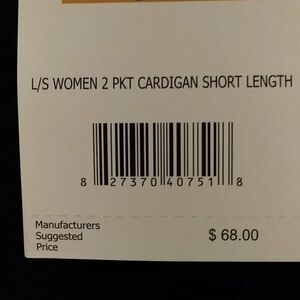 L/S WOMEN 2 PKT CARDIGAN SHORT LENGTH
8 27370 40751 8
Manufacturers
Suggested
Price
$ 68.00